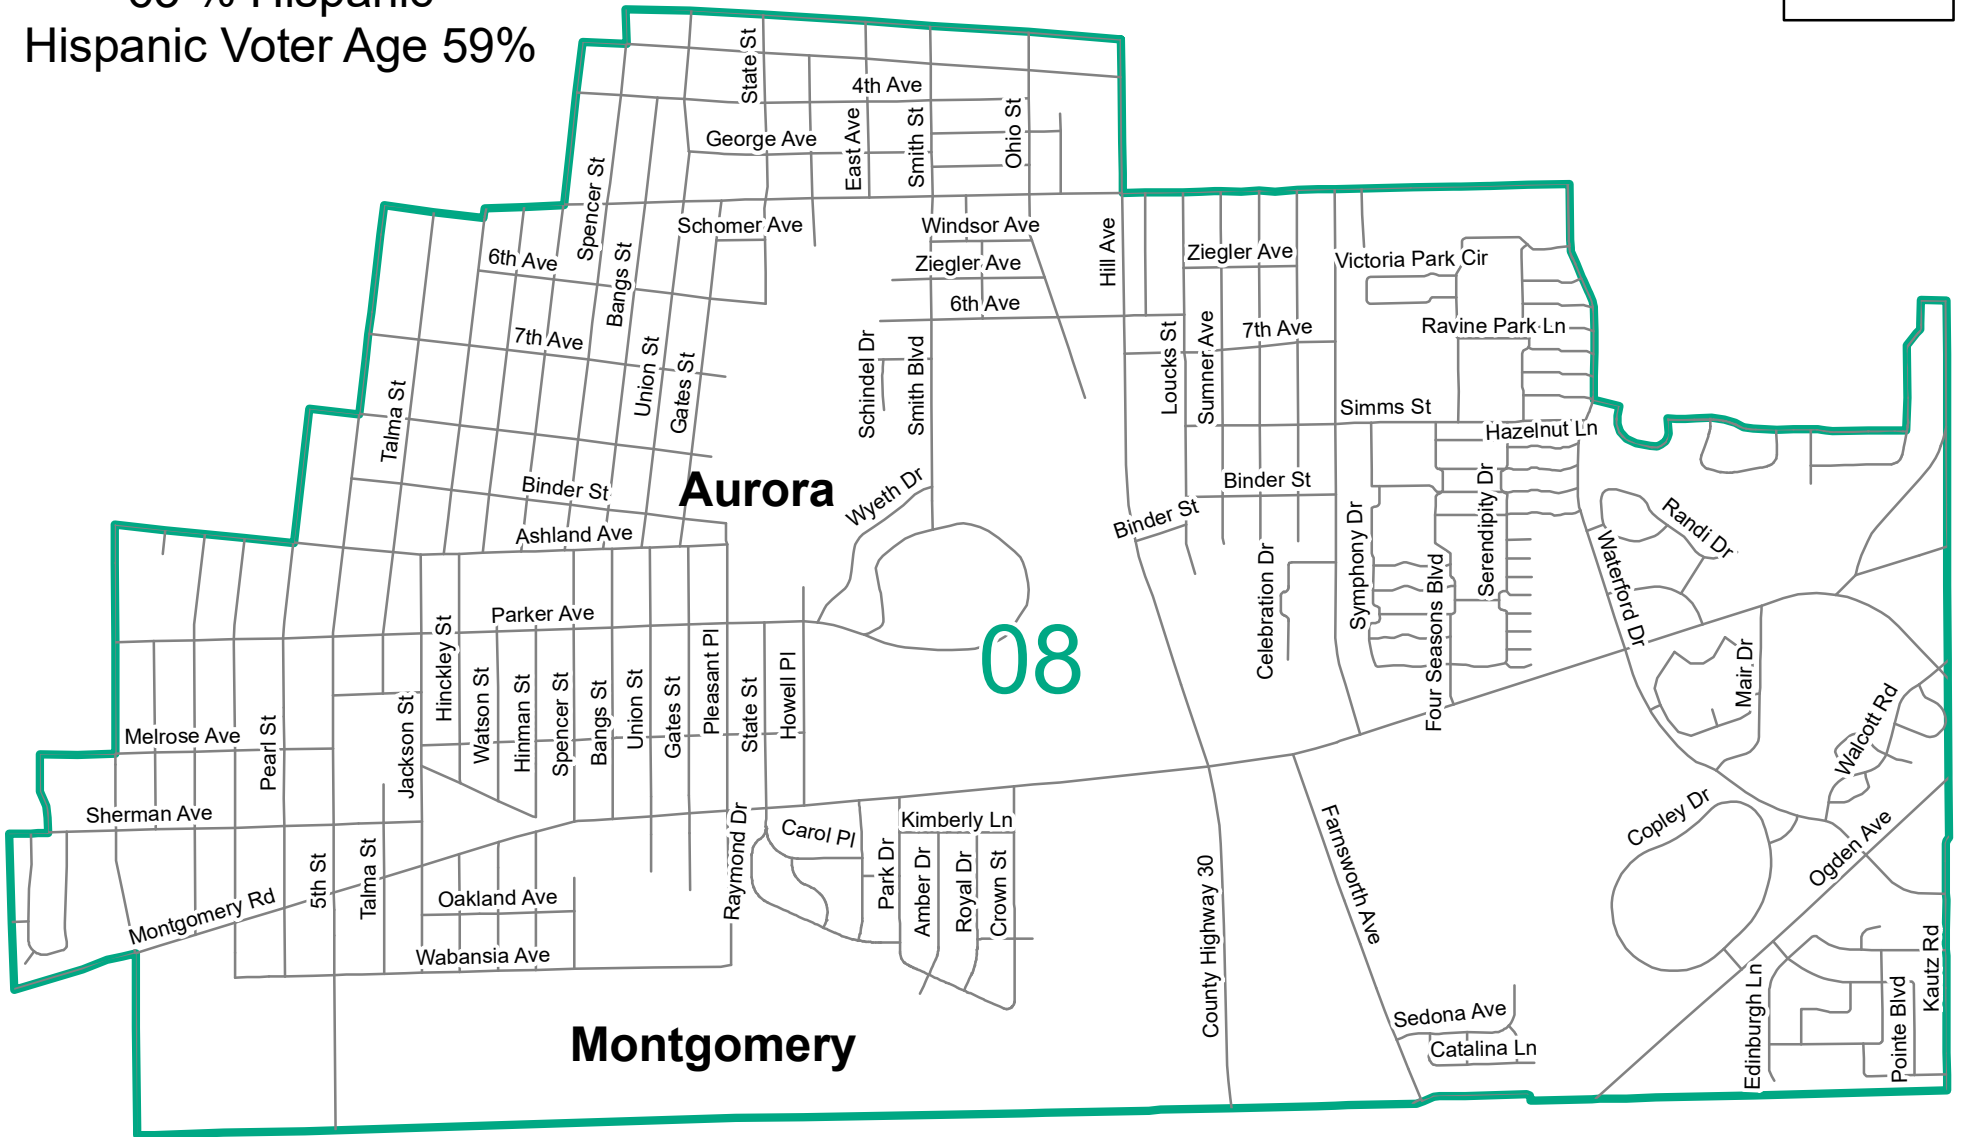 % Hispanic
Hispanic Voter Age 59%
State St
4th Ave
George Ave
East Ave
Smith St
Ohio St
Spencer St
Schomer Ave
Windsor Ave
Hill Ave
Ziegler Ave
Victoria Park Cir
6th Ave
Bangs St
Ziegler Ave
6th Ave
7th Ave
Union St
Gates St
Schindel Dr
Smith Blvd
Loucks St
Sumner Ave
7th Ave
Ravine Park Ln
Talma St
Simms St
Hazelnut Ln
Binder St
Aurora
Wyeth Dr
Binder St
Binder St
Serendipity Dr
Randi Dr
Ashland Ave
Symphony Dr
Four Seasons Blvd
Waterford Dr
Celebration Dr
Parker Ave
Hinckley St
Watson St
Hinman St
Spencer St
Bangs St
Union St
Gates St
Pleasant Pl
State St
Howell Pl
08
Mair Dr
Walcott Rd
Melrose Ave
Pearl St
Jackson St
Sherman Ave
Carol Pl
Kimberly Ln
Copley Dr
Ogden Ave
Raymond Dr
Park Dr
Amber Dr
Royal Dr
Crown St
Farnsworth Ave
County Highway 30
5th St
Talma St
Montgomery Rd
Oakland Ave
Wabansia Ave
Kautz Rd
Sedona Ave
Catalina Ln
Edinburgh Ln
Pointe Blvd
Montgomery